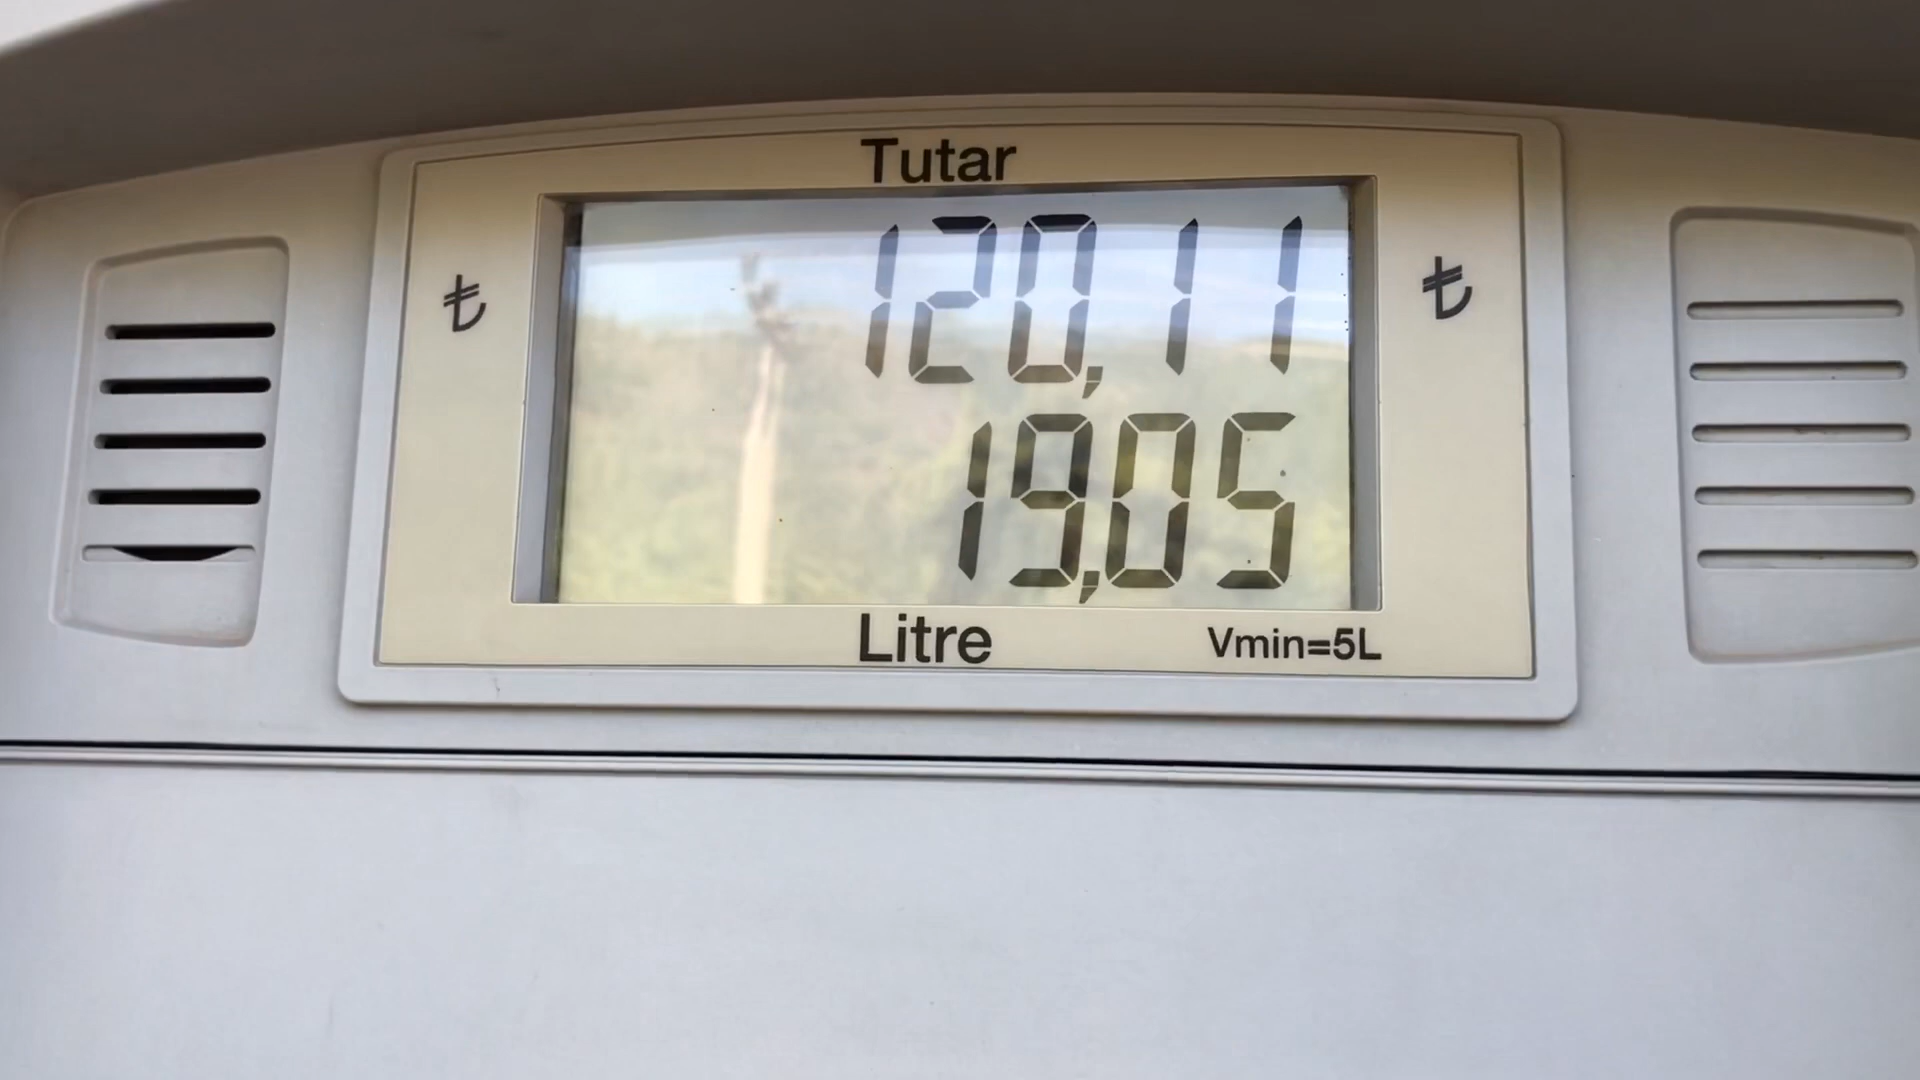 Tutar
₺ 120,11 ₺
19,05
Litre Vmin=5L